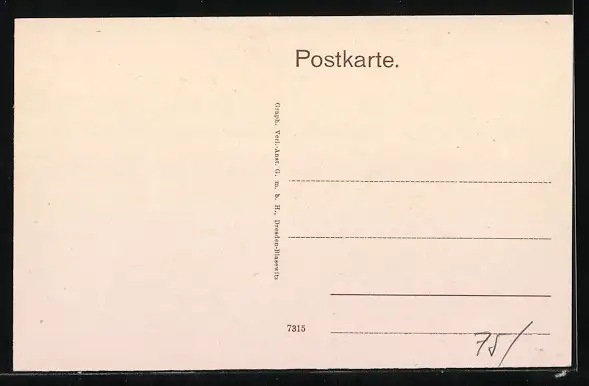 Postkarte.
Graph. Verl.-Anst. G. m. b. H., Dresden-Blasewitz
7315
75/